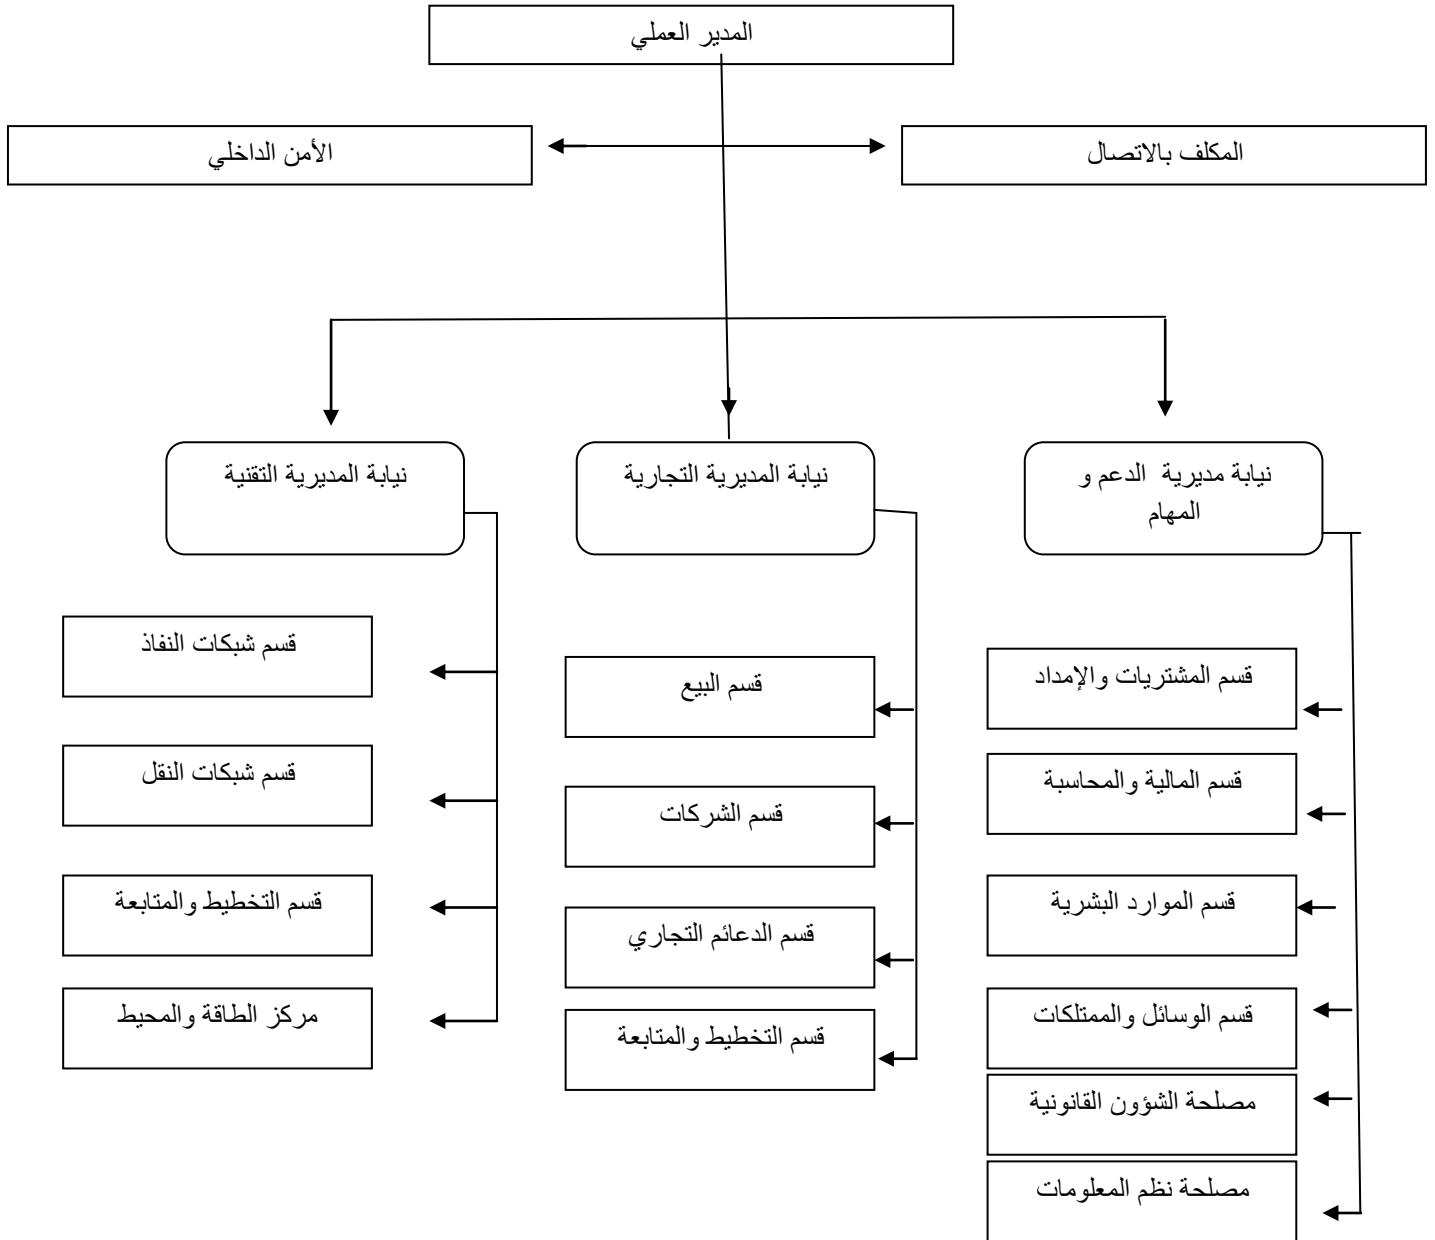 المدير العملي
المكلف بالاتصال
الأمن الداخلي
نيابة مديرية الدعم و
المهام
نيابة المديرية التجارية
نيابة المديرية التقنية
قسم المشتريات والإمداد
قسم المالية والمحاسبة
قسم الموارد البشرية
قسم الوسائل والممتلكات
مصلحة الشؤون القانونية
مصلحة نظم المعلومات
قسم البيع
قسم الشركات
قسم الدعائم التجاري
قسم التخطيط والمتابعة
قسم شبكات النفاذ
قسم شبكات النقل
قسم التخطيط والمتابعة
مركز الطاقة والمحيط